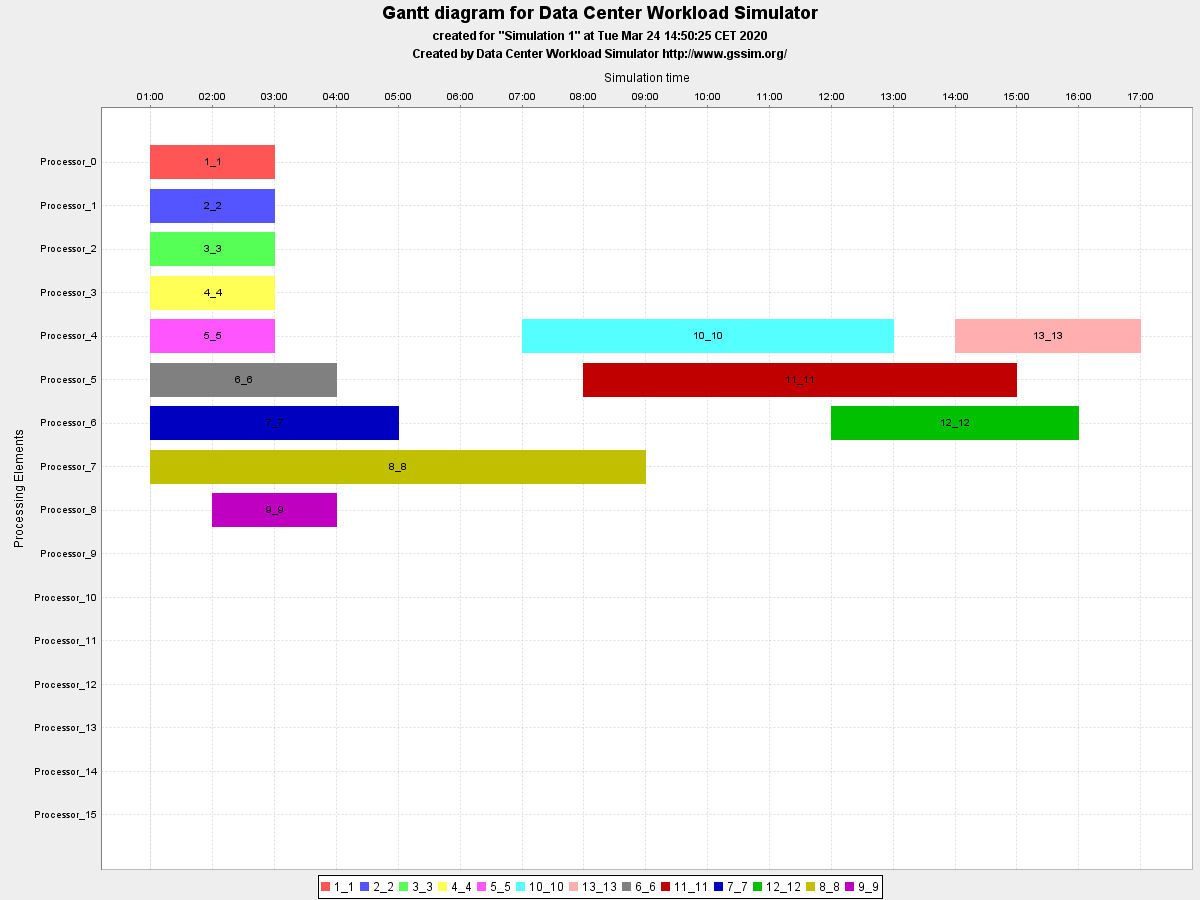 Gantt diagram for Data Center Workload Simulator
created for "Simulation 1" at Tue Mar 24 14:50:25 CET 2020
Created by Data Center Workload Simulator http://www.gssim.org/
Simulation time
01:00 02:00 03:00 04:00 05:00 06:00 07:00 08:00 09:00 10:00 11:00 12:00 13:00 14:00 15:00 16:00 17:00
Processing Elements
Processor_0 1_1
Processor_1 2_2
Processor_2 3_3
Processor_3 4_4
Processor_4 5_5 10_10 13_13
Processor_5 6_6 11_11
Processor_6 7_7 12_12
Processor_7 8_8
Processor_8 9_9
Processor_9
Processor_10
Processor_11
Processor_12
Processor_13
Processor_14
Processor_15
1_1 2_2 3_3 4_4 5_5 10_10 13_13 6_6 11_11 7_7 12_12 8_8 9_9